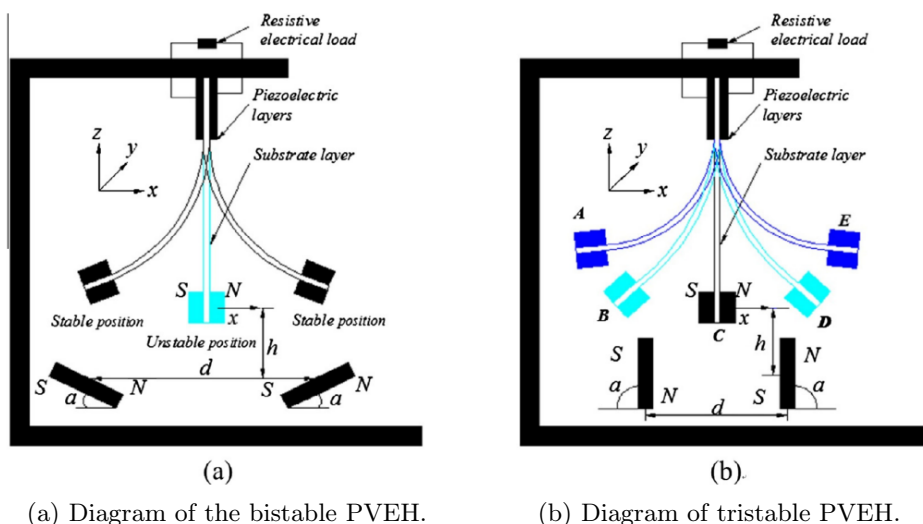 Resistive
electrical load
Piezoelectric
layers
z
y
x
Substrate layer
S N
x
Stable position
Unstable position
Stable position
h
d
S N
a
S N
a
(a)
(a) Diagram of the bistable PVEH.
Resistive
electrical load
Piezoelectric
layers
z
y
x
Substrate layer
A
E
B
D
S N
x
C
h
S
N
a
N
S
a
d
(b)
(b) Diagram of tristable PVEH.